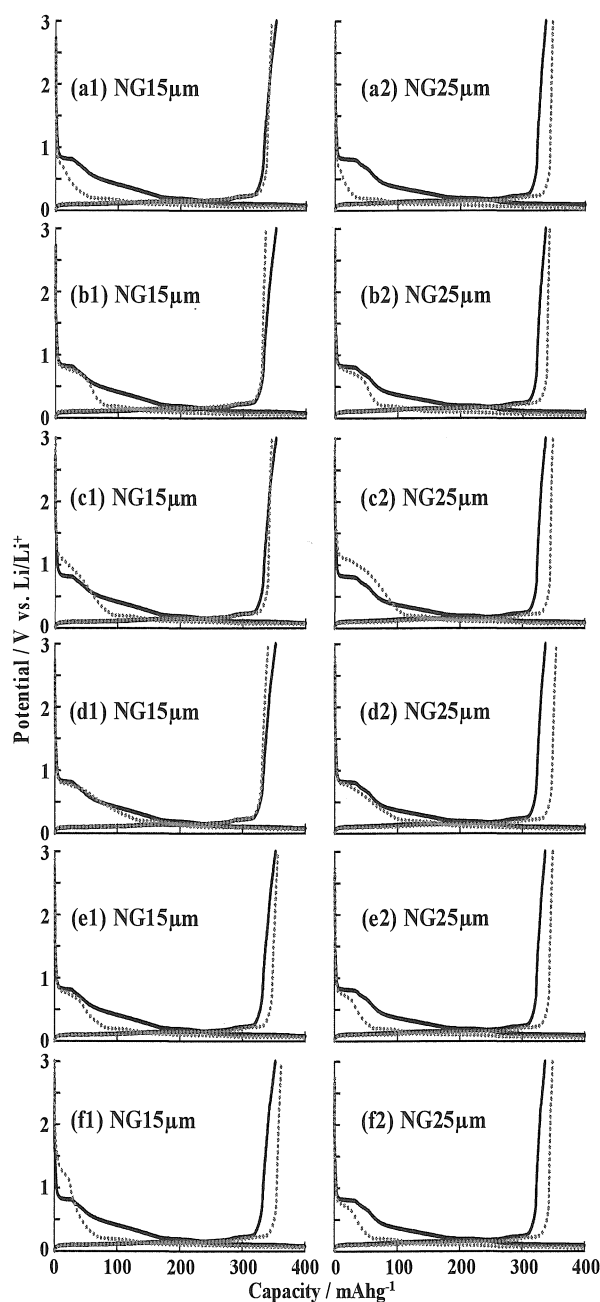 3
2
1
0
(a1) NG15µm
(a2) NG25µm
3
2
1
0
(b1) NG15µm
(b2) NG25µm
3
2
1
0
(c1) NG15µm
(c2) NG25µm
Potential / V vs. Li/Li⁺
3
2
1
0
(d1) NG15µm
(d2) NG25µm
3
2
1
0
(e1) NG15µm
(e2) NG25µm
3
2
1
0
(f1) NG15µm
(f2) NG25µm
0 100 200 300 400 0 100 200 300 400
Capacity / mAhg⁻¹